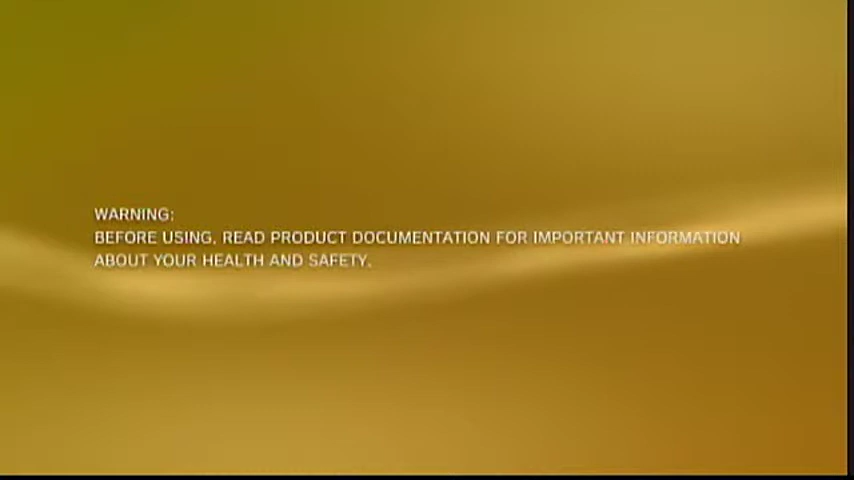 WARNING:
BEFORE USING, READ PRODUCT DOCUMENTATION FOR IMPORTANT INFORMATION
ABOUT YOUR HEALTH AND SAFETY.